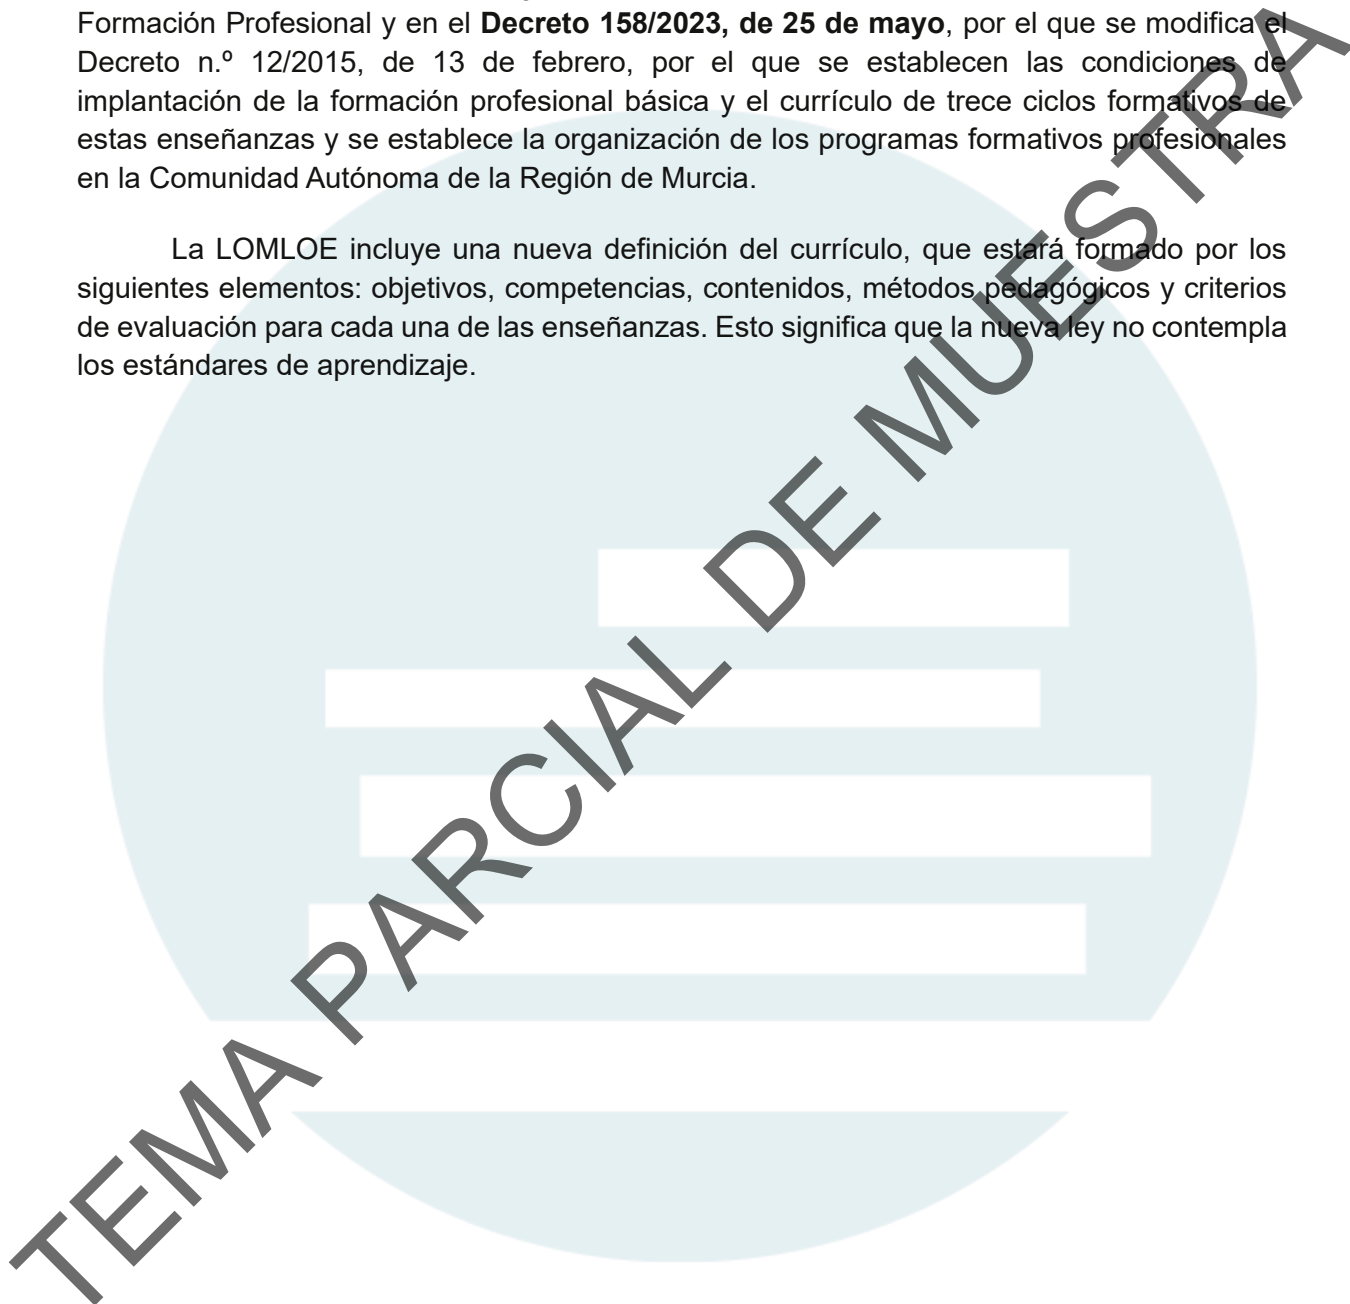 Formación Profesional y en el Decreto 158/2023, de 25 de mayo, por el que se modifica el
Decreto n.º 12/2015, de 13 de febrero, por el que se establecen las condiciones de
implantación de la formación profesional básica y el currículo de trece ciclos formativos de
estas enseñanzas y se establece la organización de los programas formativos profesionales
en la Comunidad Autónoma de la Región de Murcia.
La LOMLOE incluye una nueva definición del currículo, que estará formado por los
siguientes elementos: objetivos, competencias, contenidos, métodos pedagógicos y criterios
de evaluación para cada una de las enseñanzas. Esto significa que la nueva ley no contempla
los estándares de aprendizaje.
TEMA PARCIAL DE MUESTRA